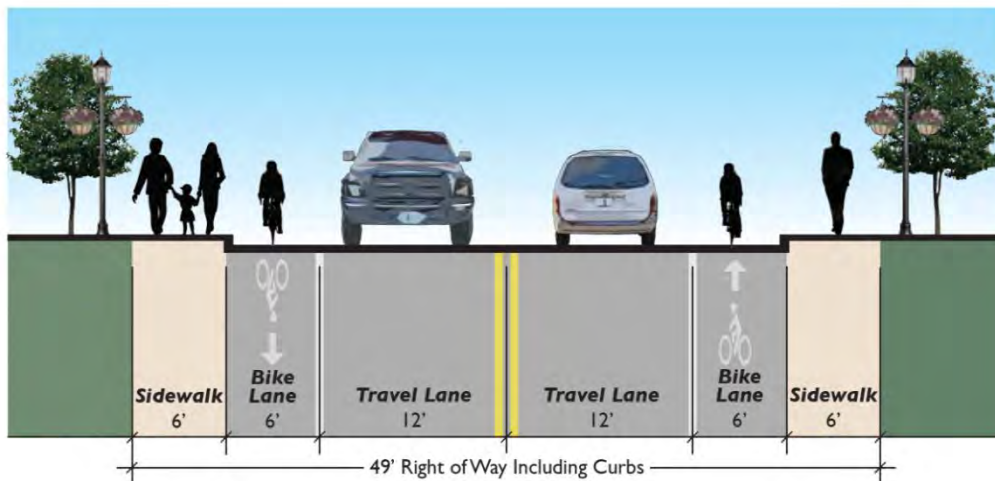 Sidewalk
6'
Bike
Lane
6'
Travel Lane
12'
Travel Lane
12'
Bike
Lane
6'
Sidewalk
6'
49' Right of Way Including Curbs